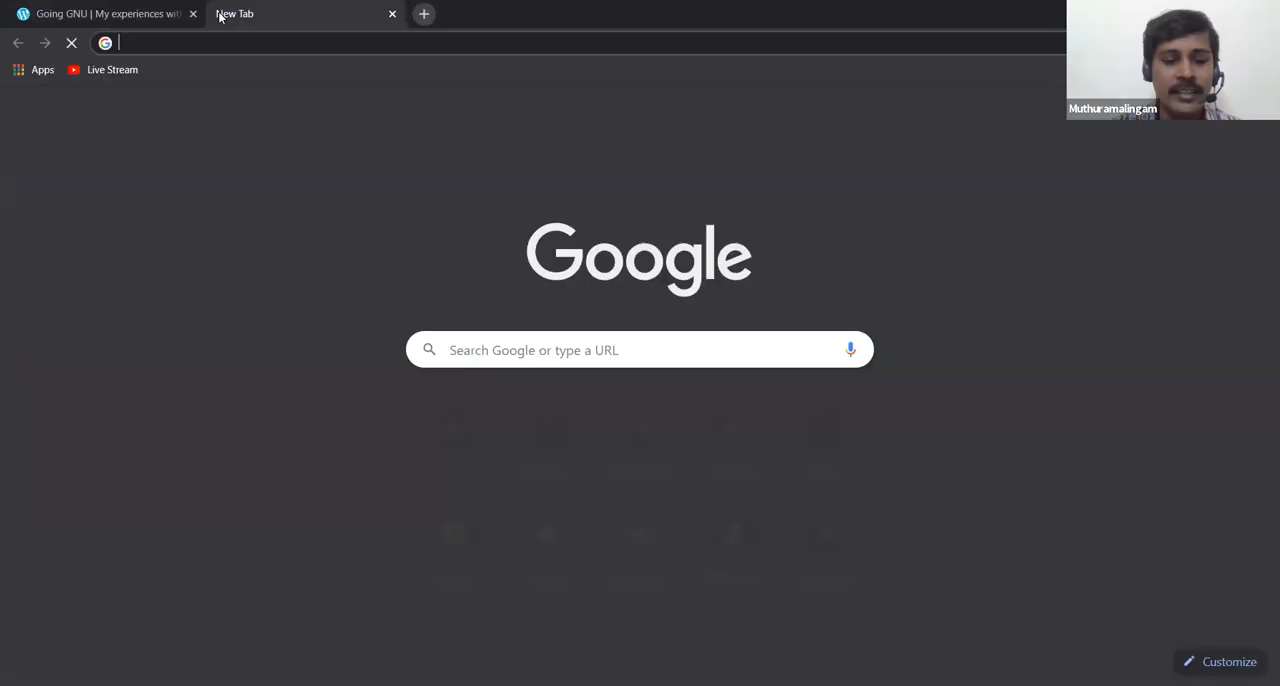 Going GNU | My experiences wit
New Tab
Apps
Live Stream
Muthuramalingam
Google
Search Google or type a URL
Customize